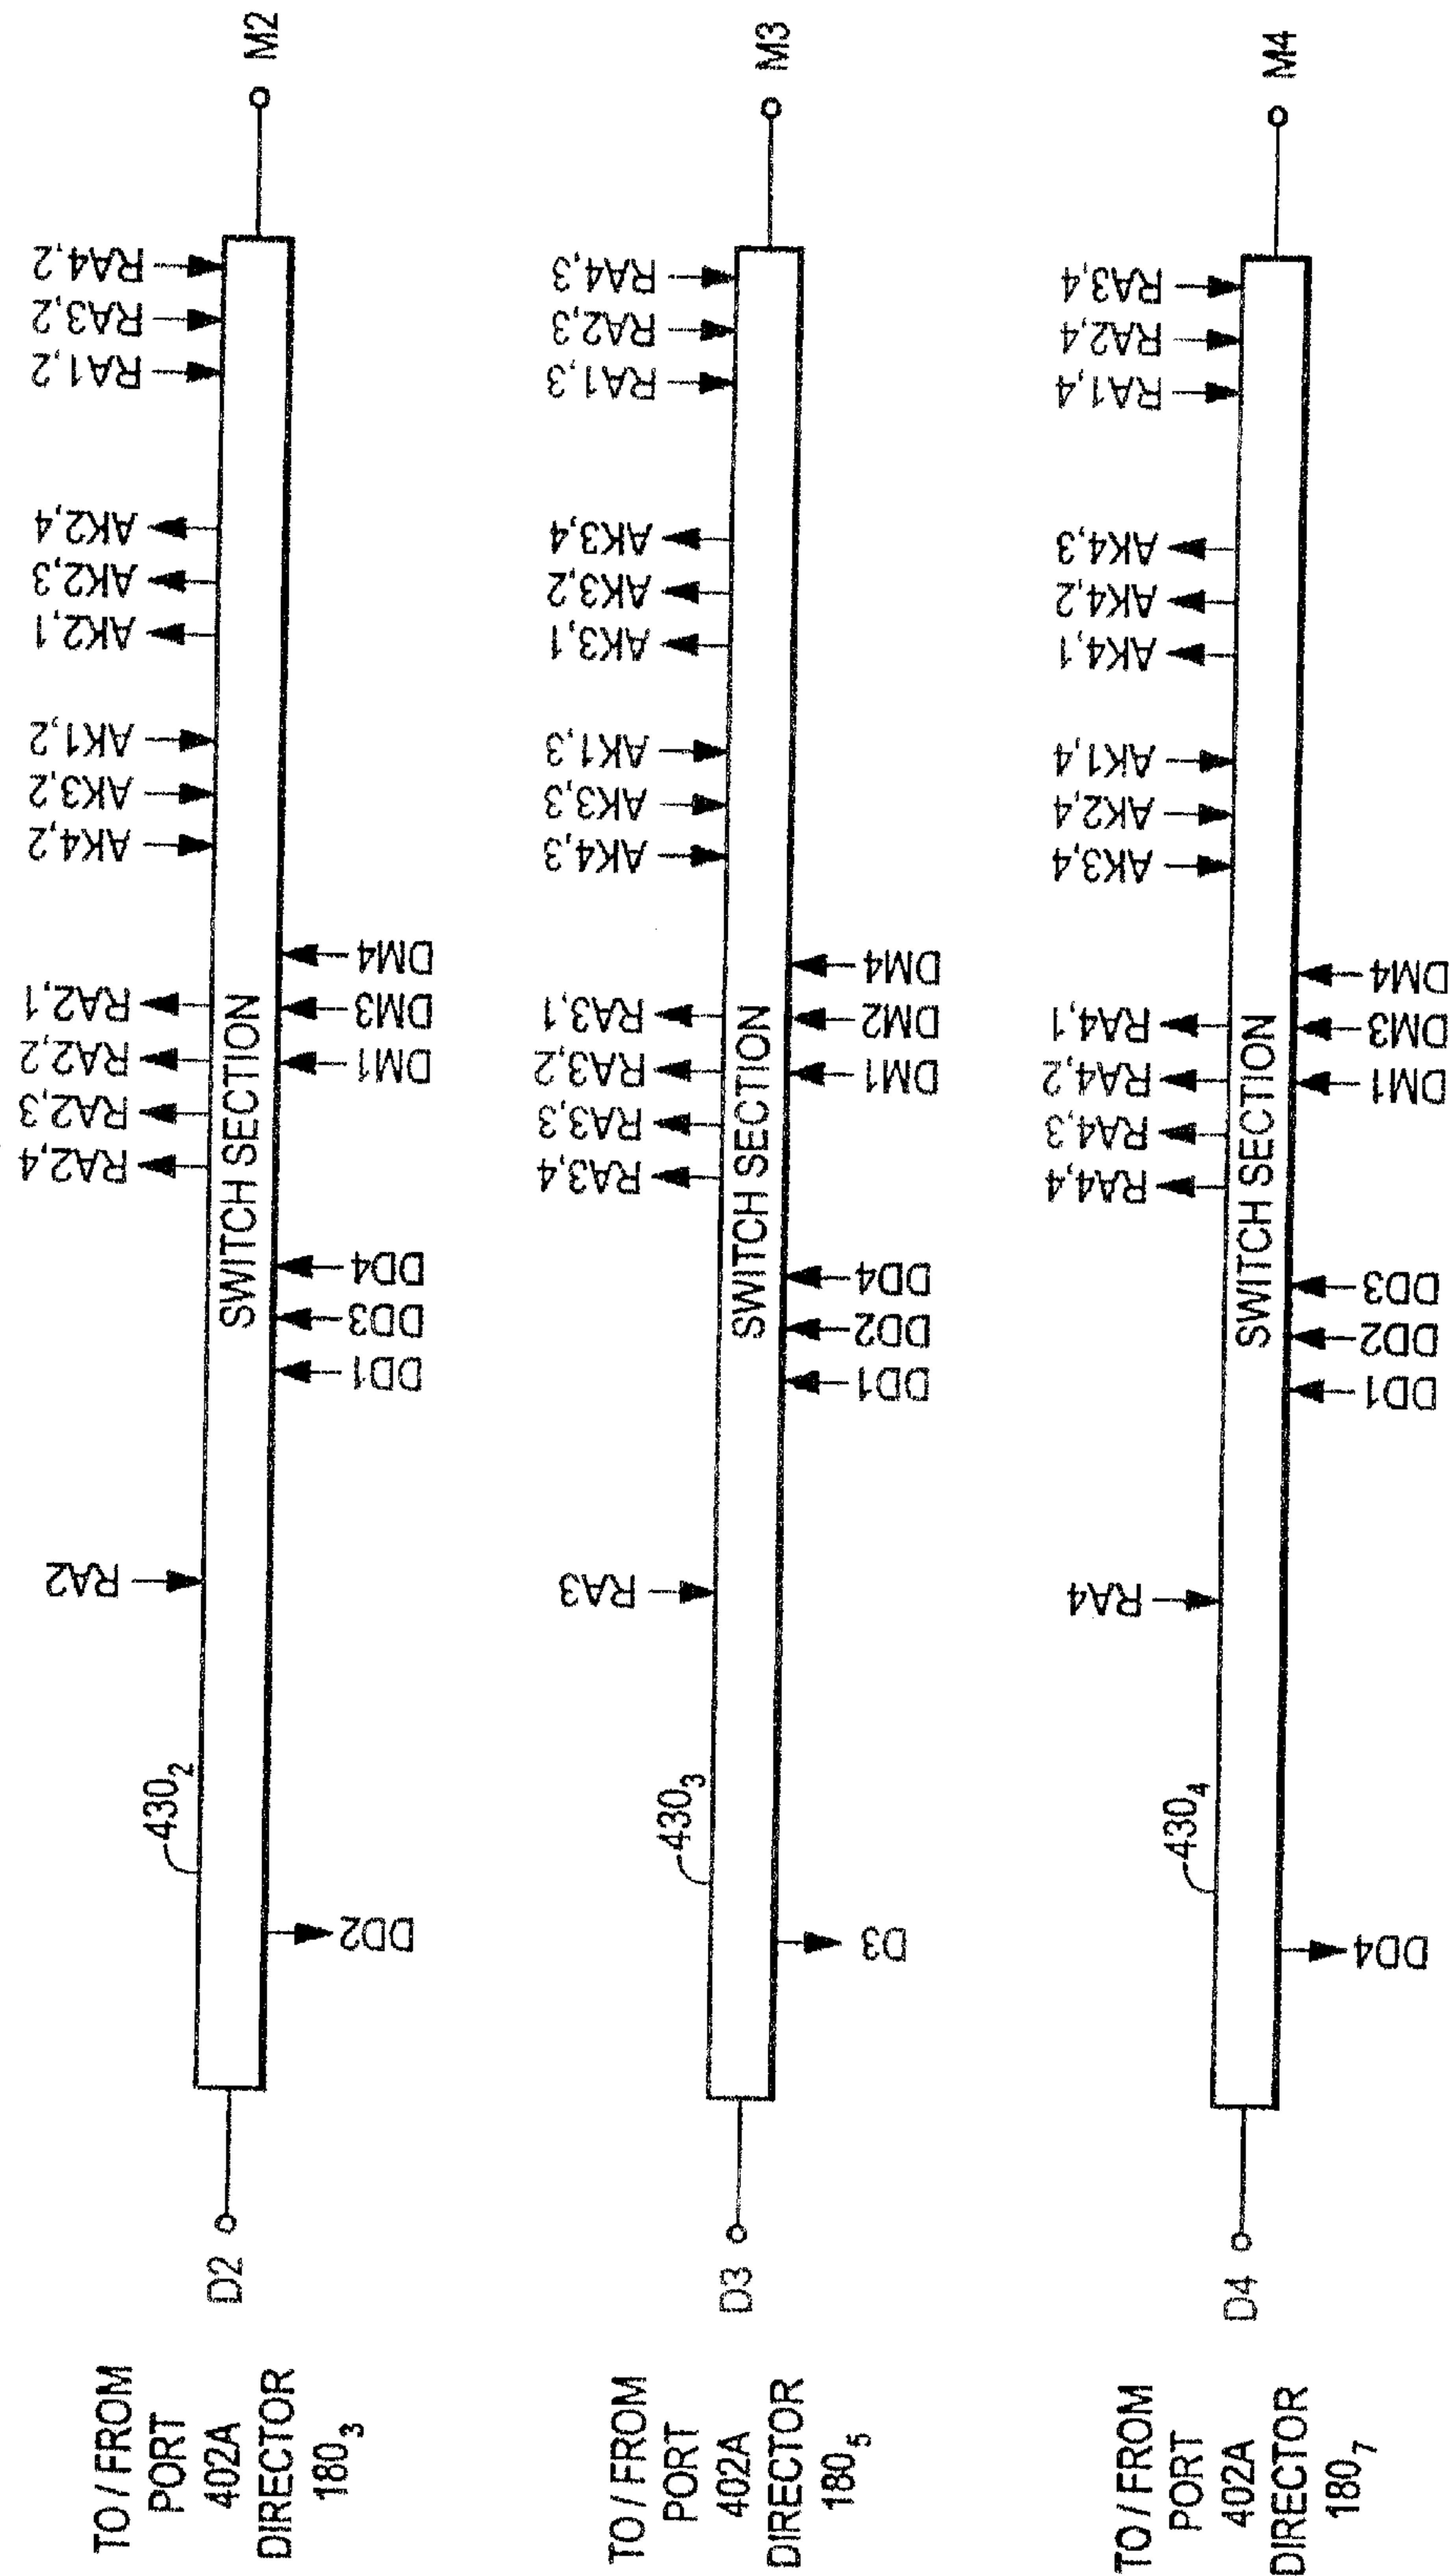 TO / FROM
PORT
402A
DIRECTOR
180₃
D2
DD2
430₂
RA2
DD1
DD3
DD4
SWITCH SECTION
RA2,4
RA2,3
RA2,2
RA2,1
DM1
DM3
DM4
AK4,2
AK3,2
AK1,2
AK2,1
AK2,3
AK2,4
RA1,2
RA3,2
RA4,2
M2
TO / FROM
PORT
402A
DIRECTOR
180₅
D3
D3
430₃
RA3
DD1
DD2
DD4
SWITCH SECTION
RA3,4
RA3,3
RA3,2
RA3,1
DM1
DM2
DM4
AK4,3
AK3,3
AK1,3
AK3,1
AK3,2
AK3,4
RA1,3
RA2,3
RA4,3
M3
TO / FROM
PORT
402A
DIRECTOR
180₇
D4
DD4
430₄
RA4
DD1
DD2
DD3
SWITCH SECTION
RA4,4
RA4,3
RA4,2
RA4,1
DM1
DM3
DM4
AK3,4
AK2,4
AK1,4
AK4,1
AK4,2
AK4,3
RA1,4
RA2,4
RA3,4
M4